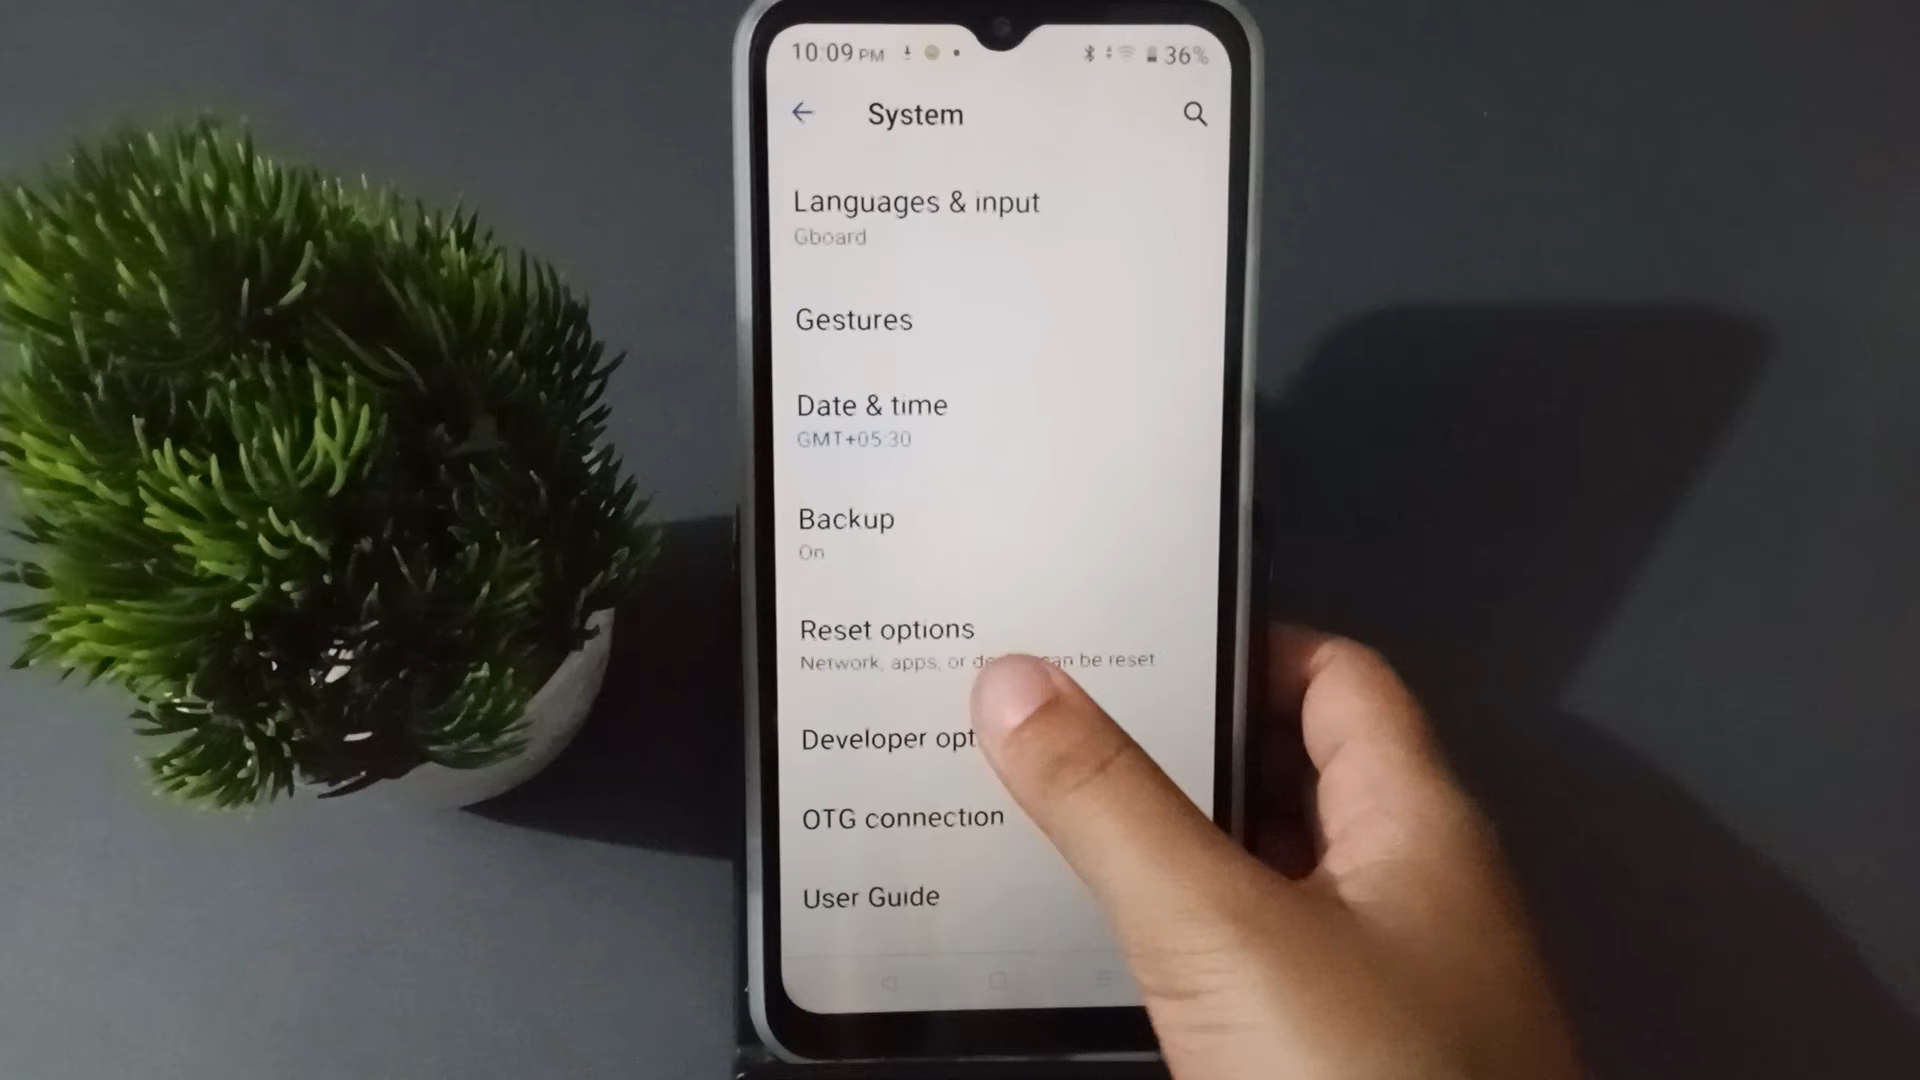 10:09 PM 36%
System
Languages & input
Gboard
Gestures
Date & time
GMT+05:30
Backup
On
Reset options
Network, apps, or de can be reset
Developer opt
OTG connection
User Guide